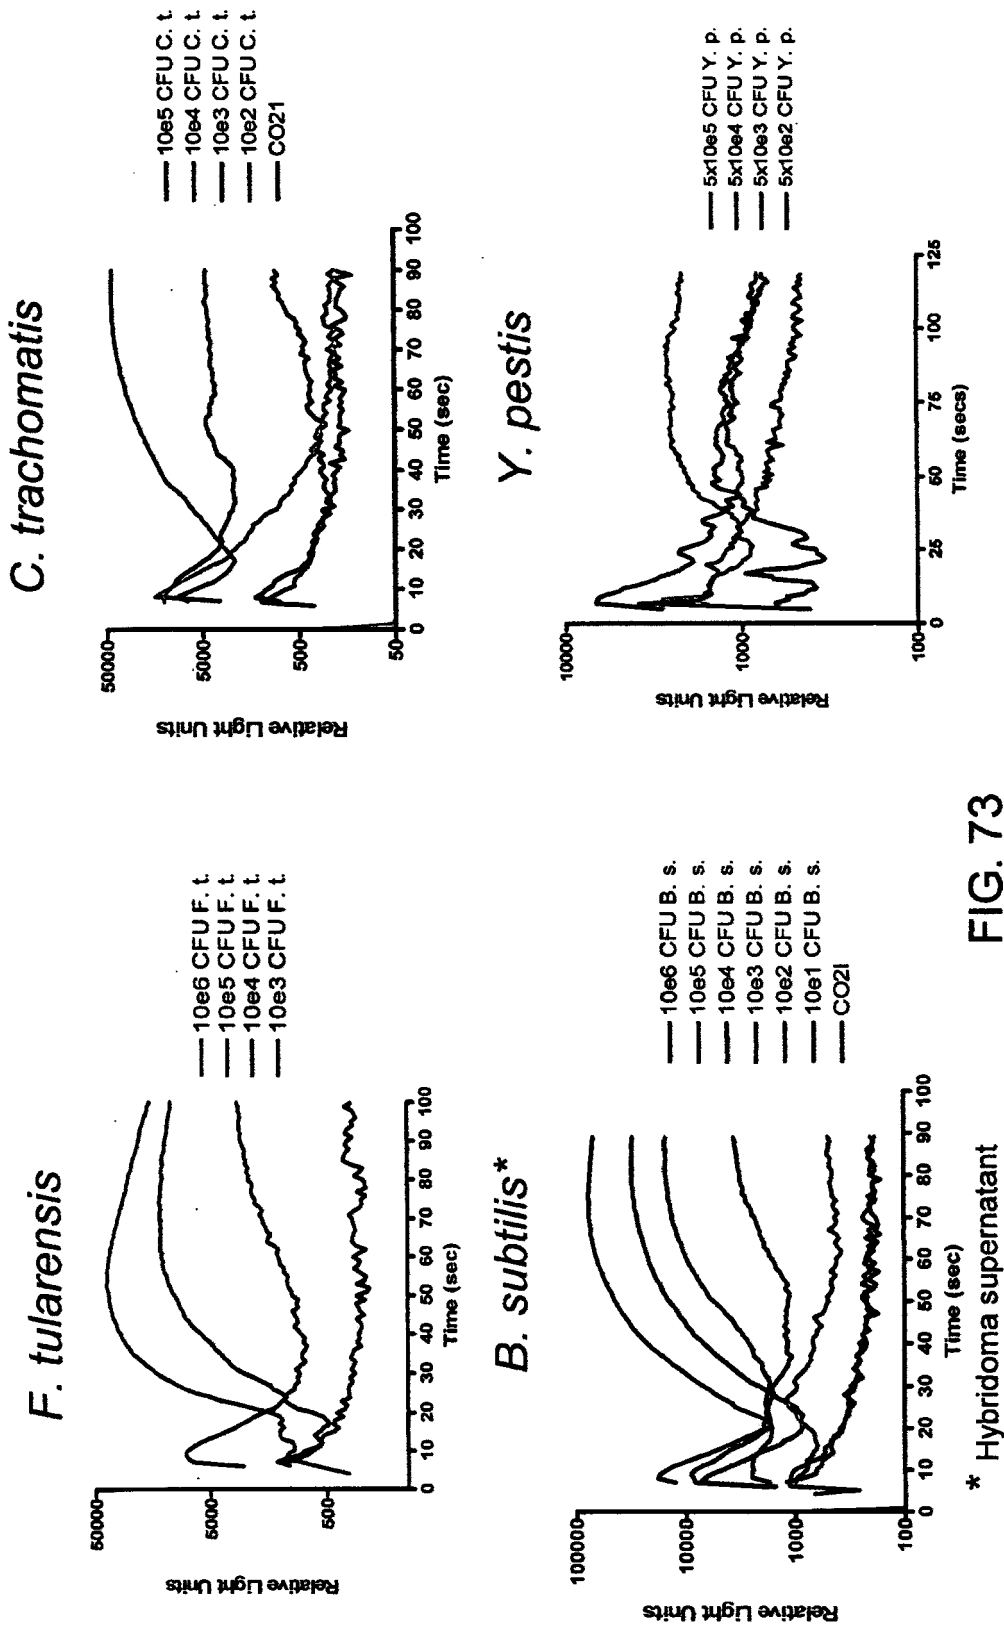 F. tularensis
Relative Light Units
50000
5000
500
0 10 20 30 40 50 60 70 80 90 100
Time (sec)
10e6 CFU F. t.
10e5 CFU F. t.
10e4 CFU F. t.
10e3 CFU F. t.
C. trachomatis
Relative Light Units
50000
5000
500
50
0 10 20 30 40 50 60 70 80 90 100
Time (sec)
10e5 CFU C. t.
10e4 CFU C. t.
10e3 CFU C. t.
10e2 CFU C. t.
CO21
B. subtilis*
Relative Light Units
100000
10000
1000
100
0 10 20 30 40 50 60 70 80 90 100
Time (sec)
10e6 CFU B. s.
10e5 CFU B. s.
10e4 CFU B. s.
10e3 CFU B. s.
10e2 CFU B. s.
10e1 CFU B. s.
CO2I
Y. pestis
Relative Light Units
10000
1000
100
0 25 50 75 100 125
Time (secs)
5x10e5 CFU Y. p.
5x10e4 CFU Y. p.
5x10e3 CFU Y. p.
5x10e2 CFU Y. p.
* Hybridoma supernatant
FIG. 73